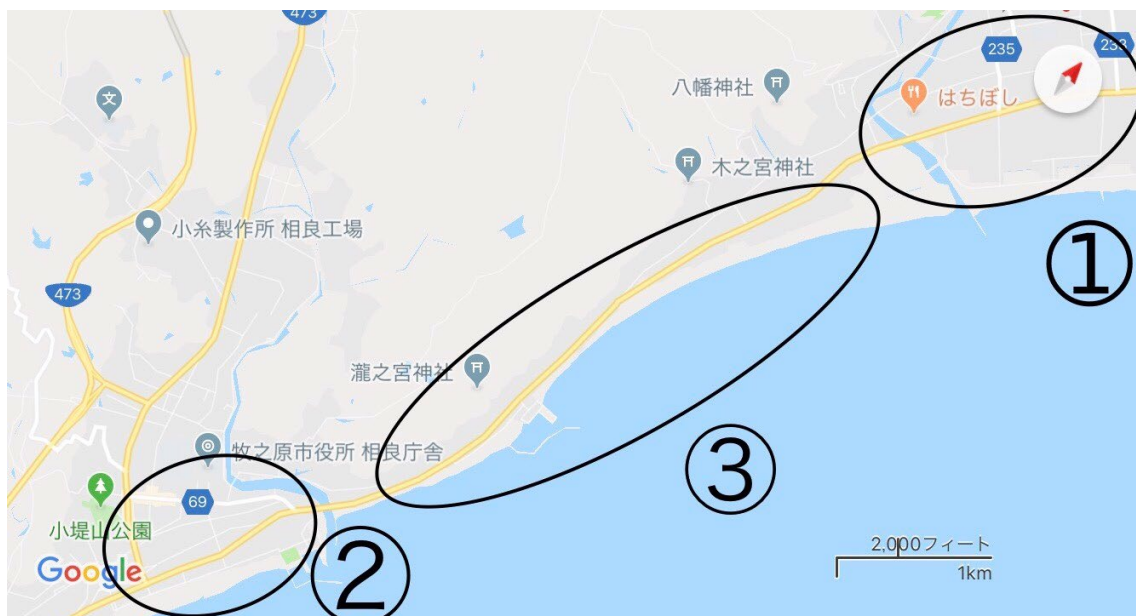 473
235
233
八幡神社
はちぼし
木之宮神社
小糸製作所 相良工場
①
473
瀧之宮神社
牧之原市役所 相良庁舎
③
69
小堤山公園
2,000フィート
Google
②
1km